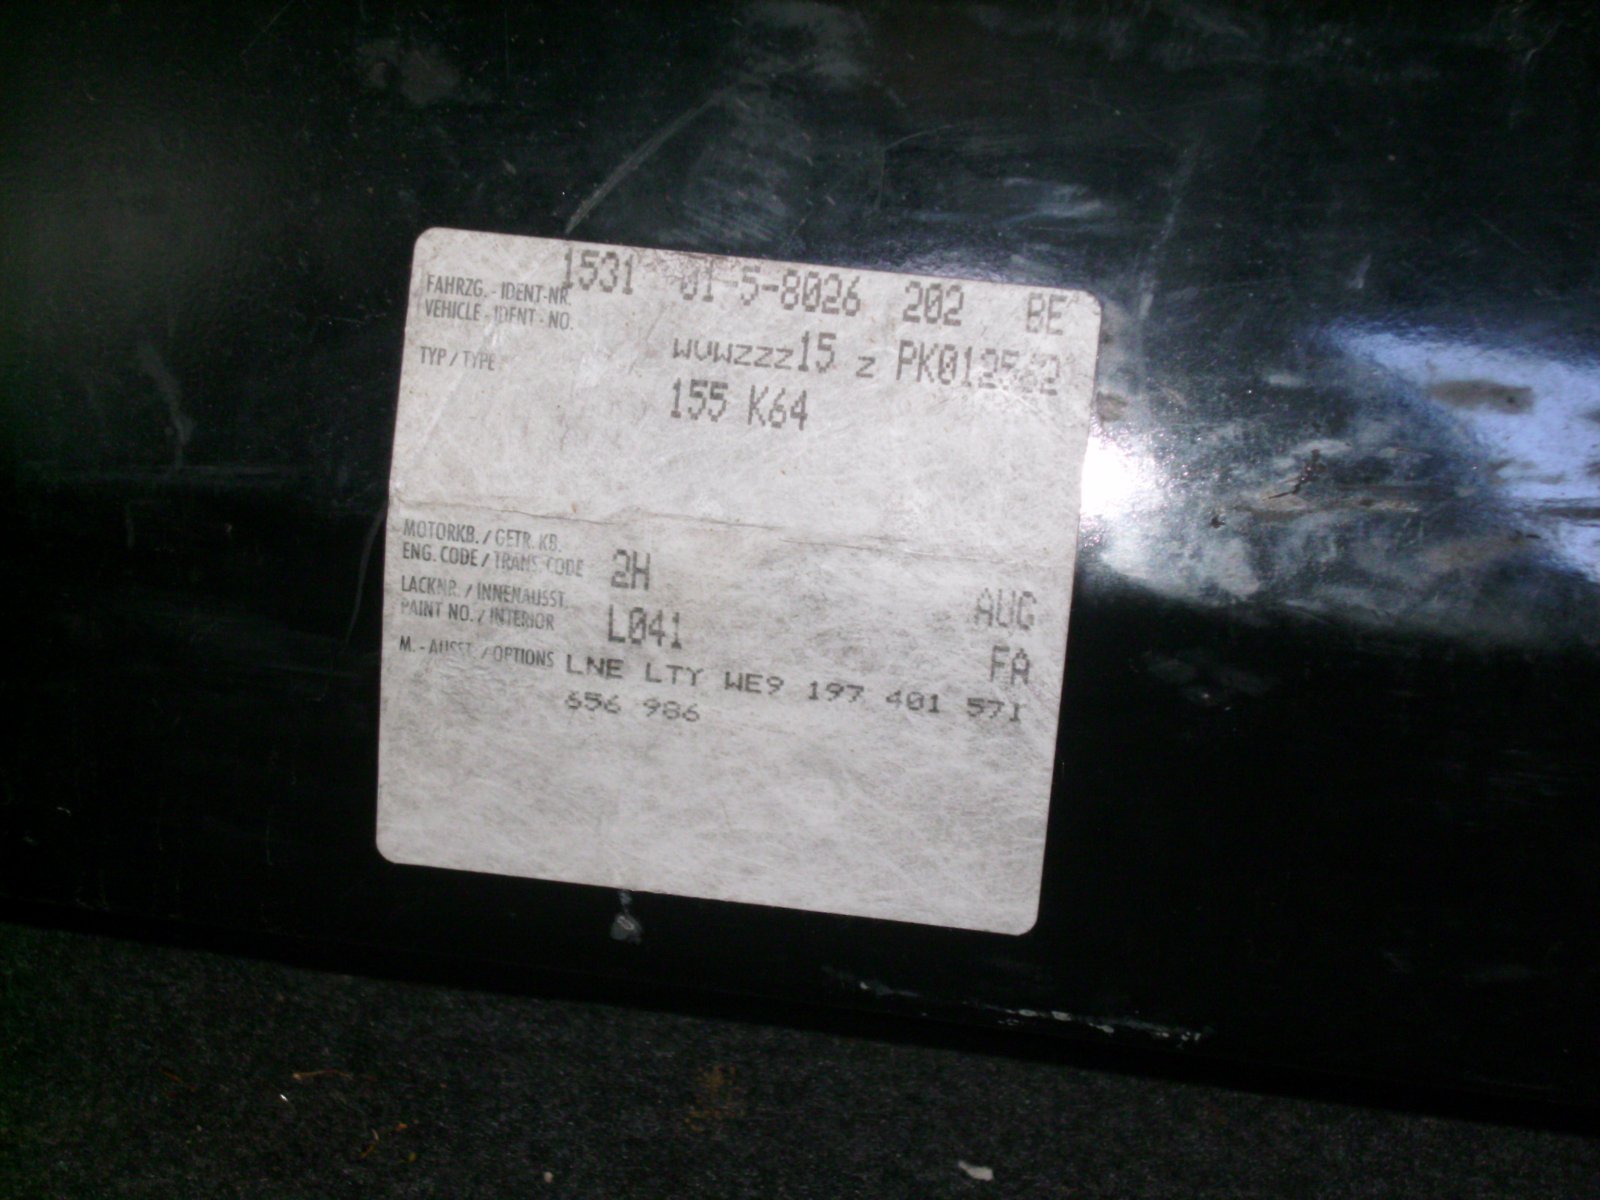 1531 01-5-8026 202 BE
FAHRZG. - IDENT-NR.
VEHICLE - IDENT - NO.
WVWZZZ15 Z PK012562
TYP / TYPE
155 K64
MOTORKB. / GETR. KB.
ENG. CODE / TRANS. CODE 2H AUG
LACKNR. / INNENAUSST.
PAINT NO. / INTERIOR L041 FA
M. - AUSST. / OPTIONS LNE LTY WE9 197 401 571
656 986